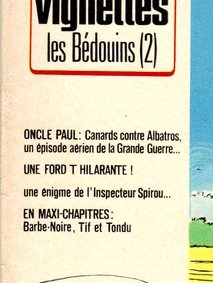 vignettes
les Bédouins (2)
ONCLE PAUL: Canards contre Albatros,
un épisode aérien de la Grande Guerre...
UNE FORD T HILARANTE !
une énigme de l'Inspecteur Spirou...
EN MAXI-CHAPITRES:
Barbe-Noire, Tif et Tondu